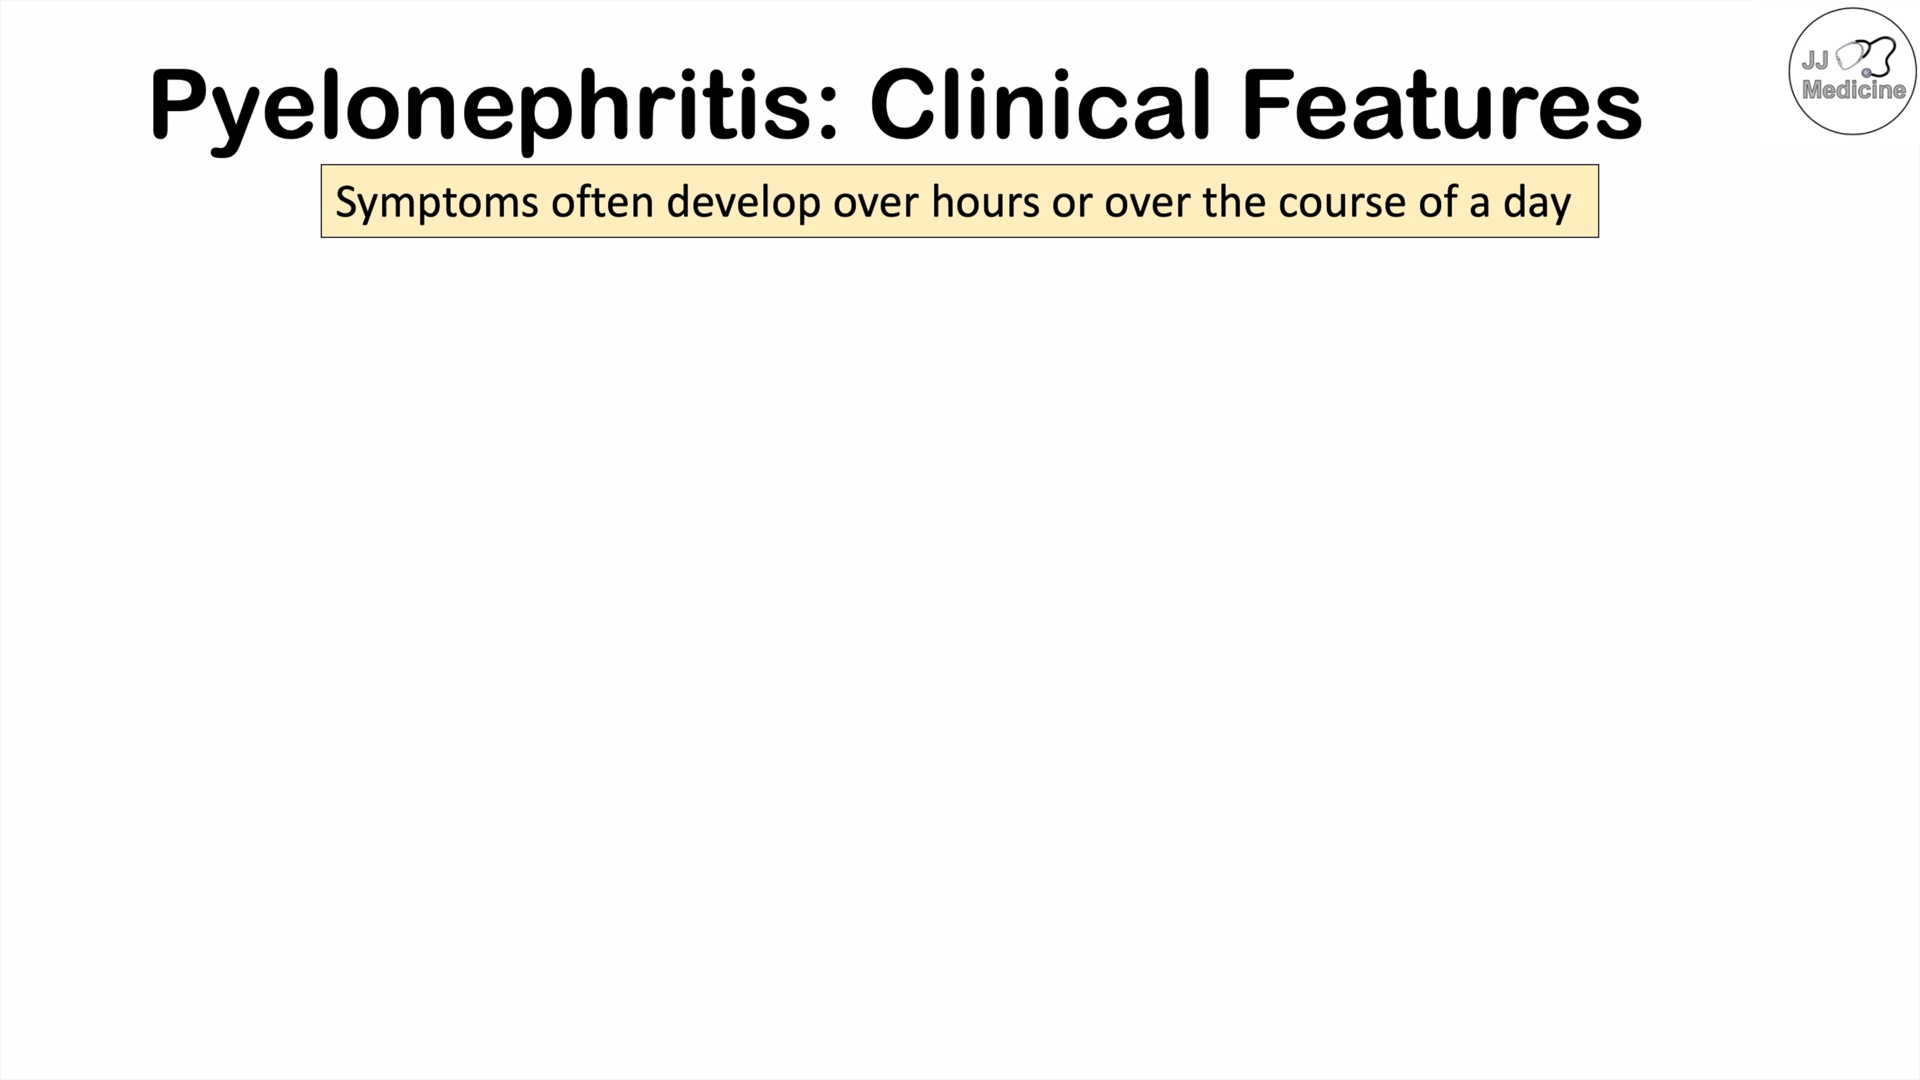 JJ
Medicine
Pyelonephritis: Clinical Features
Symptoms often develop over hours or over the course of a day